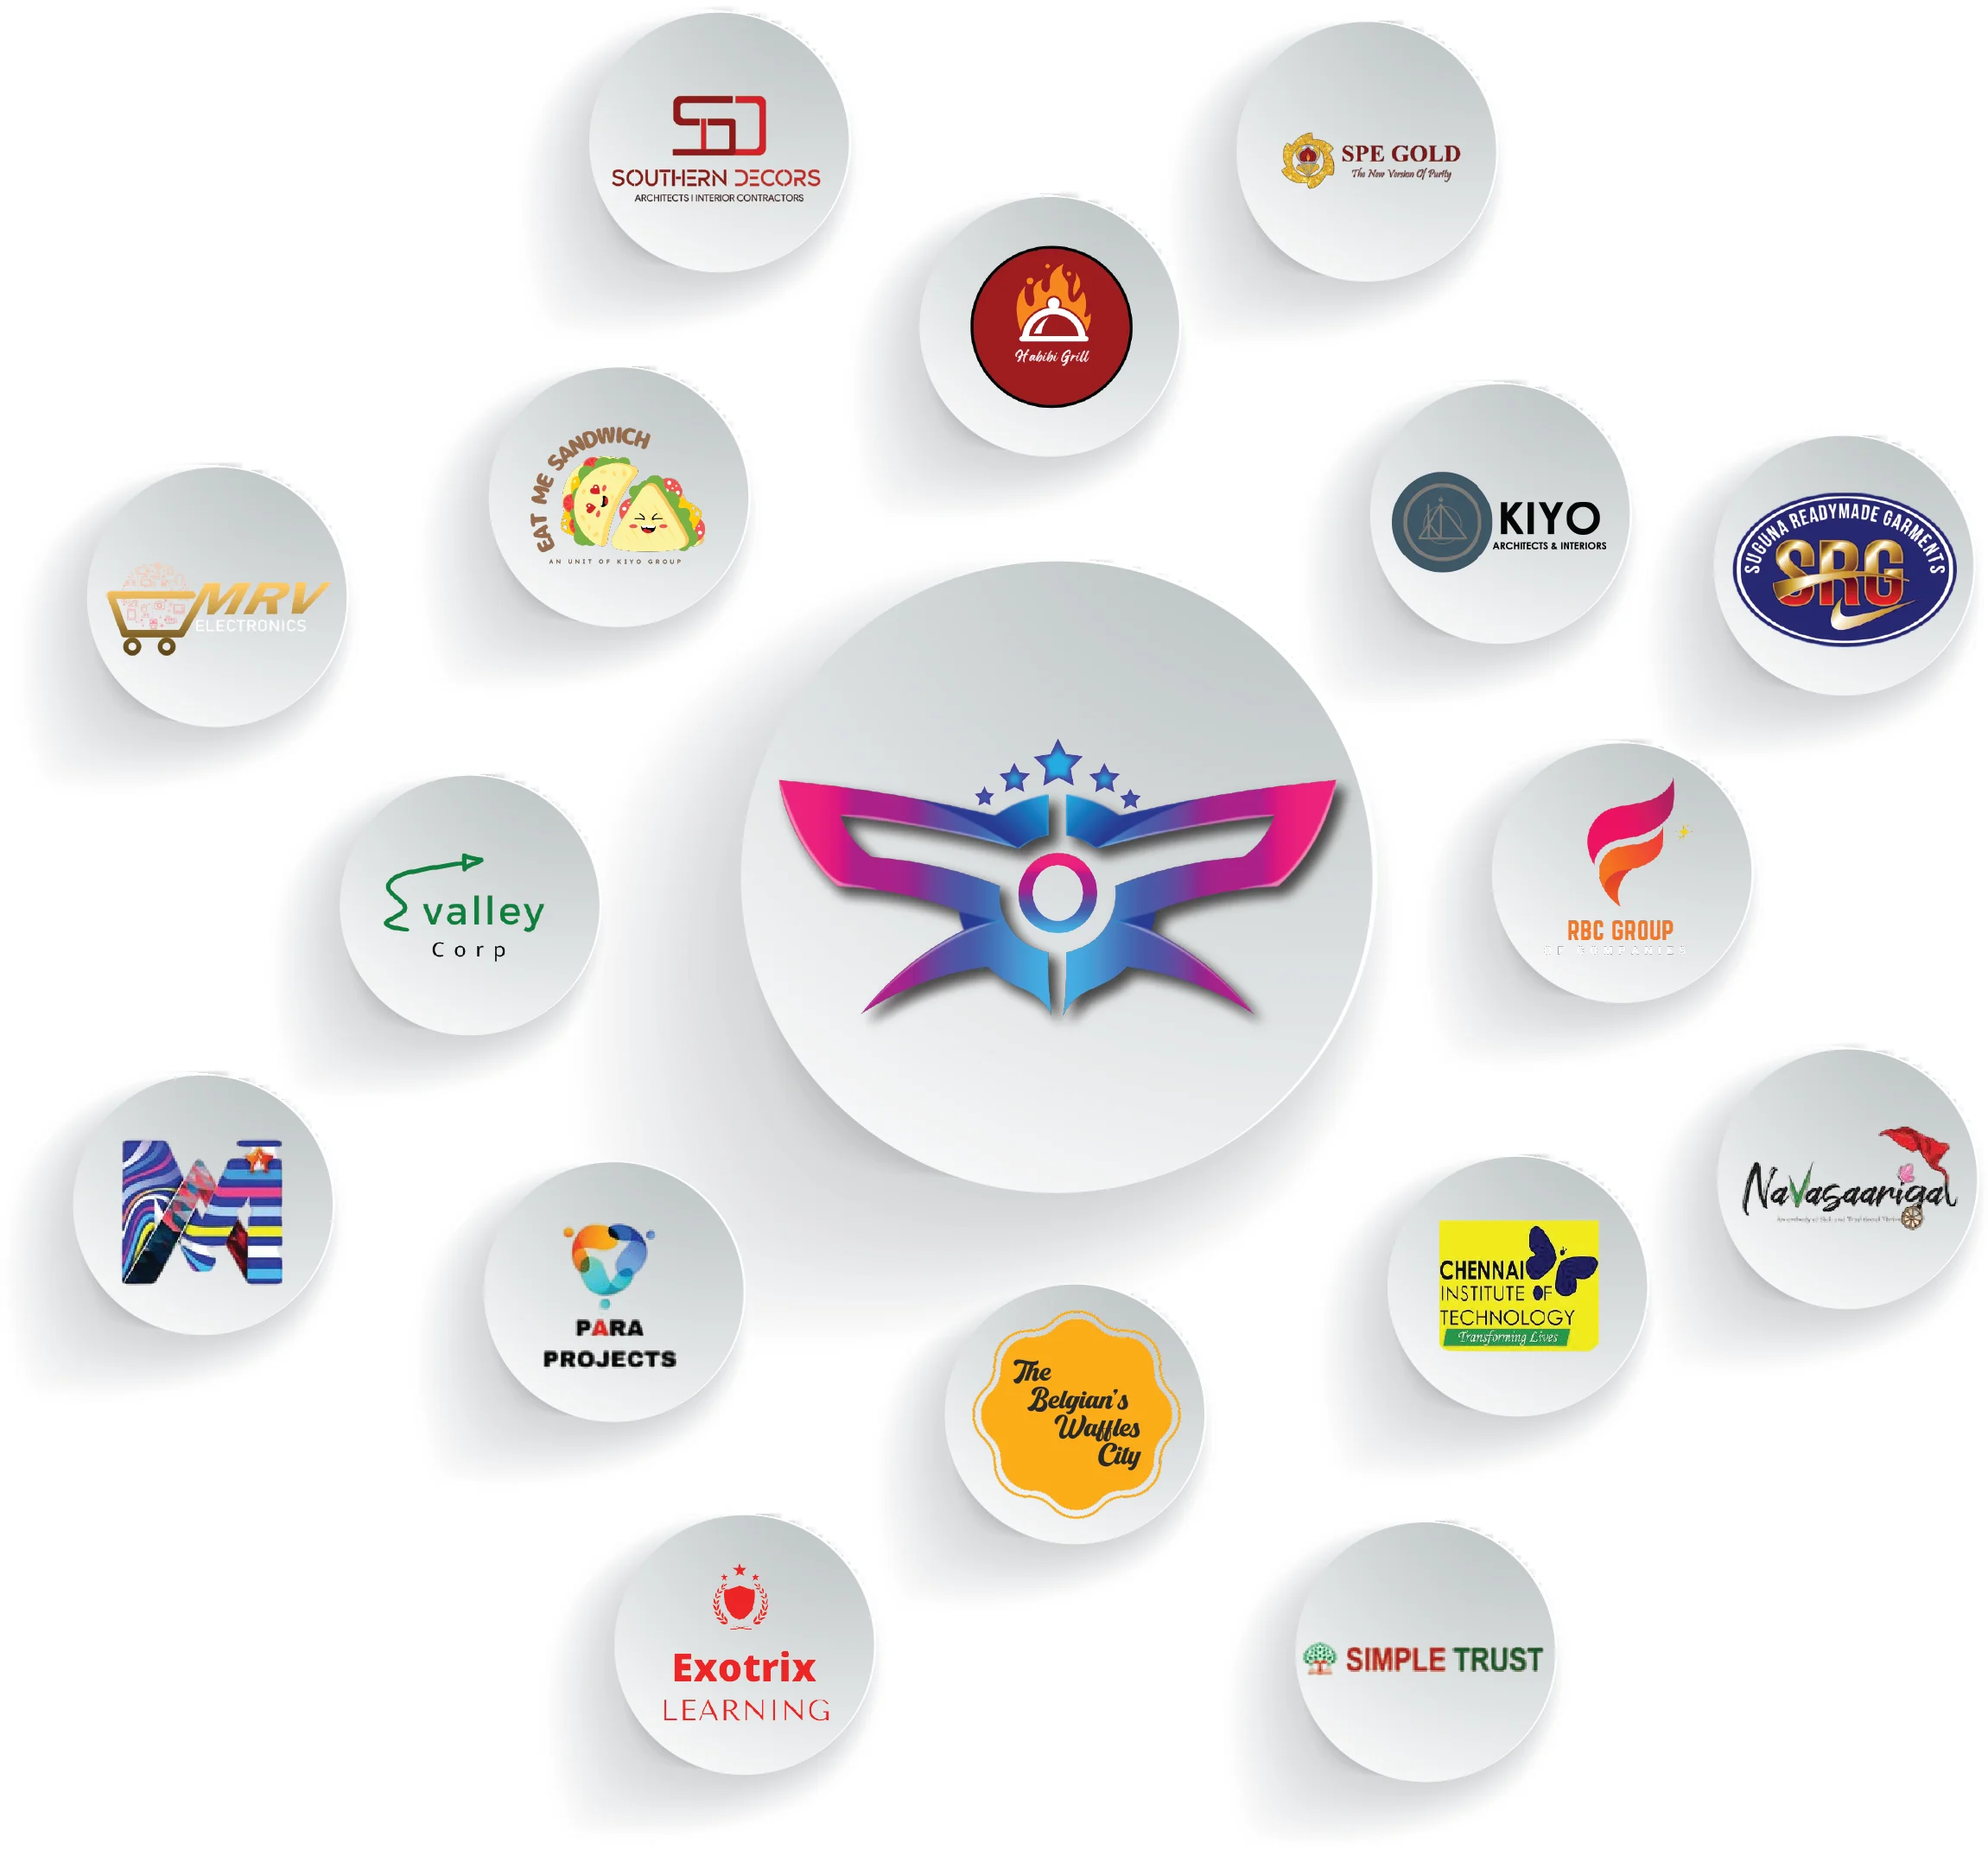 SOUTHERN DECORS
ARCHITECTS | INTERIOR CONTRACTORS
SPE GOLD
The New Version Of Purity
Habibi Grill
EAT ME SANDWICH
AN UNIT OF KIYO GROUP
KIYO
ARCHITECTS & INTERIORS
SUGUNA READYMADE GARMENTS
SRG
MRV
ELECTRONICS
valley
Corp
RBC GROUP
OF COMPANIES
M
NaVasaarigal
PARA
PROJECTS
CHENNAI
INSTITUTE OF
TECHNOLOGY
Transforming Lives
The
Belgian's
Waffles
City
Exotrix
LEARNING
SIMPLE TRUST